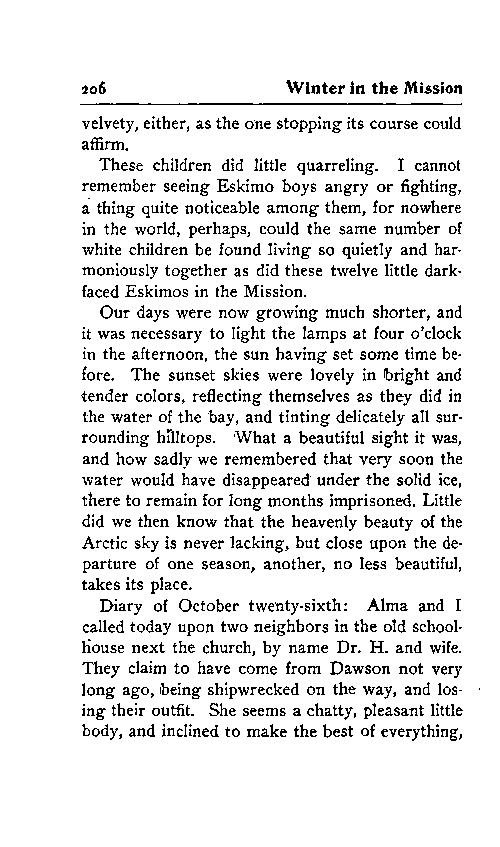 206 Winter in the Mission
velvety, either, as the one stopping its course could
affirm.
These children did little quarreling. I cannot
remember seeing Eskimo boys angry or fighting,
a thing quite noticeable among them, for nowhere
in the world, perhaps, could the same number of
white children be found living so quietly and har-
moniously together as did these twelve little dark-
faced Eskimos in the Mission.
Our days were now growing much shorter, and
it was necessary to light the lamps at four o'clock
in the afternoon, the sun having set some time be-
fore. The sunset skies were lovely in bright and
tender colors, reflecting themselves as they did in
the water of the bay, and tinting delicately all sur-
rounding hilltops. What a beautiful sight it was,
and how sadly we remembered that very soon the
water would have disappeared under the solid ice,
there to remain for long months imprisoned. Little
did we then know that the heavenly beauty of the
Arctic sky is never lacking, but close upon the de-
parture of one season, another, no less beautiful,
takes its place.
Diary of October twenty-sixth: Alma and I
called today upon two neighbors in the old school-
house next the church, by name Dr. H. and wife.
They claim to have come from Dawson not very
long ago, being shipwrecked on the way, and los-
ing their outfit. She seems a chatty, pleasant little
body, and inclined to make the best of everything,